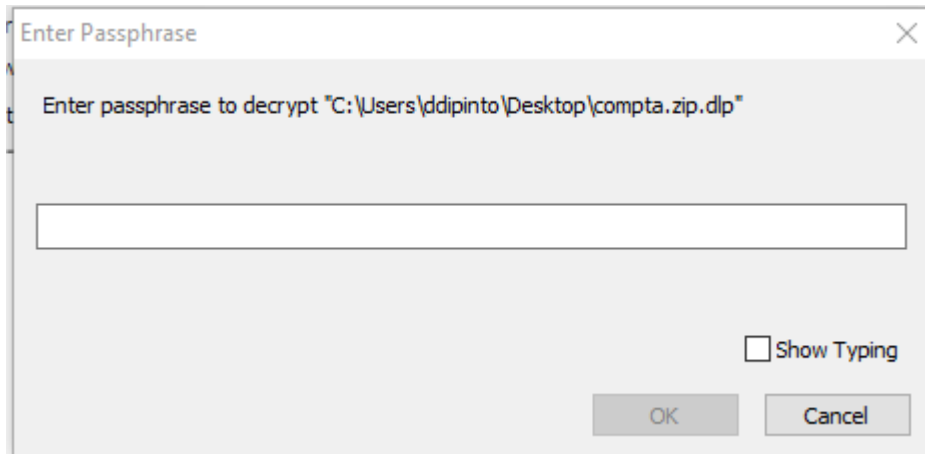 Enter Passphrase
Enter passphrase to decrypt "C:\Users\ddipinto\Desktop\compta.zip.dlp"
Show Typing
OK
Cancel